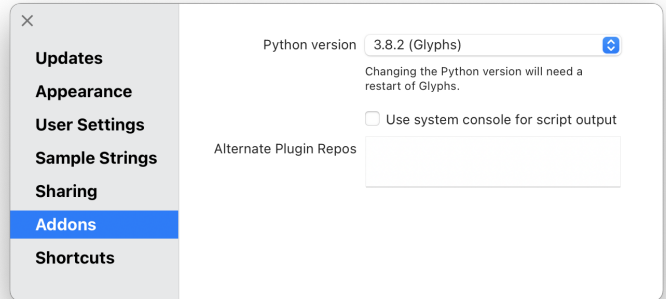 Updates
Appearance
User Settings
Sample Strings
Sharing
Addons
Shortcuts
Python version 3.8.2 (Glyphs)
Changing the Python version will need a
restart of Glyphs.
Use system console for script output
Alternate Plugin Repos